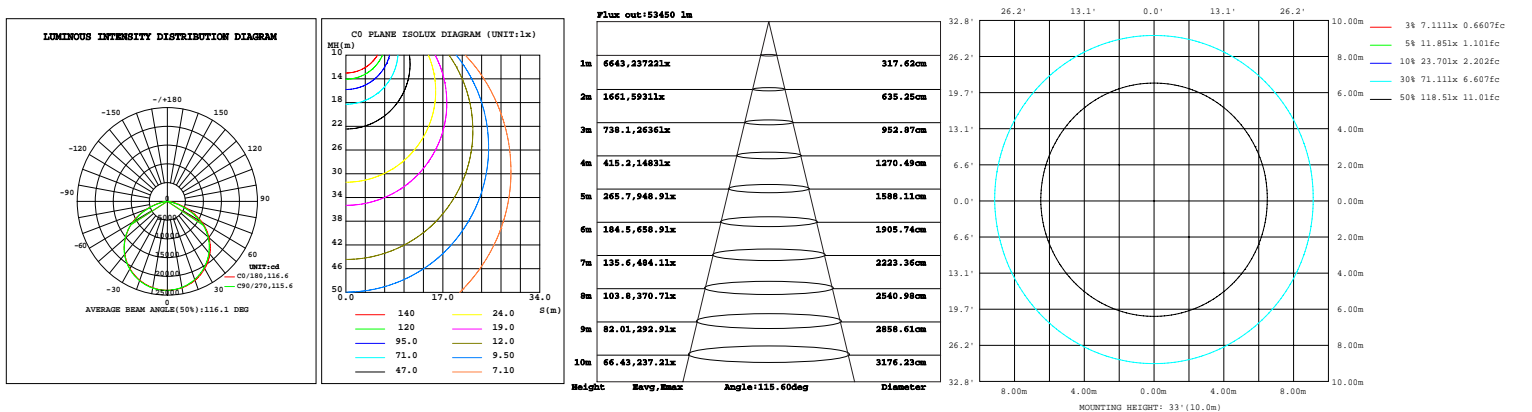 LUMINOUS INTENSITY DISTRIBUTION DIAGRAM
-/+180
-150
150
-120
120
-90
90
-60
60
-30
30
0
0
5000
10000
15000
20000
25000
UNIT:cd
C0/180,116.6
C90/270,115.6
AVERAGE BEAM ANGLE(50%):116.1 DEG
C0 PLANE ISOLUX DIAGRAM (UNIT:lx)
MH(m)
10
14
18
22
26
30
34
38
42
46
50
0.0
17.0
34.0
S(m)
140
24.0
120
19.0
95.0
12.0
71.0
9.50
47.0
7.10
Flux out:53450 lm
1m 6643,23722lx 317.62cm
2m 1661,5931lx 635.25cm
3m 738.1,2636lx 952.87cm
4m 415.2,1483lx 1270.49cm
5m 265.7,948.9lx 1588.11cm
6m 184.5,658.9lx 1905.74cm
7m 135.6,484.1lx 2223.36cm
8m 103.8,370.7lx 2540.98cm
9m 82.01,292.9lx 2858.61cm
10m 66.43,237.2lx 3176.23cm
Height Eavg,Emax Angle:115.60deg Diameter
26.2' 13.1' 0.0' 13.1' 26.2'
32.8' 10.00m
26.2' 8.00m
19.7' 6.00m
13.1' 4.00m
6.6' 2.00m
0.0' 0.00m
6.6' 2.00m
13.1' 4.00m
19.7' 6.00m
26.2' 8.00m
32.8' 10.00m
8.00m 4.00m 0.00m 4.00m 8.00m
MOUNTING HEIGHT: 33'(10.0m)
3% 7.111lx 0.6607fc
5% 11.85lx 1.101fc
10% 23.70lx 2.202fc
30% 71.11lx 6.607fc
50% 118.5lx 11.01fc